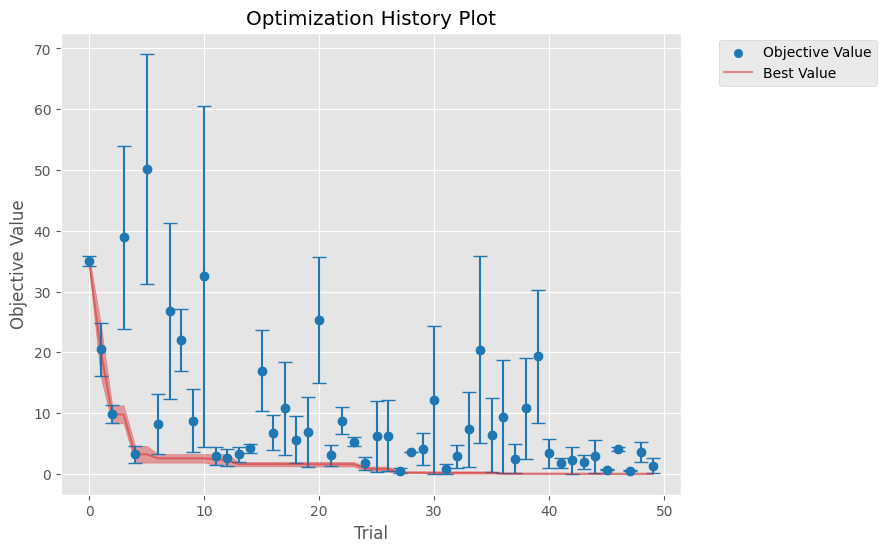 Optimization History Plot
Objective Value
Best Value
70
60
50
40
30
20
10
0
Objective Value
0 10 20 30 40 50
Trial